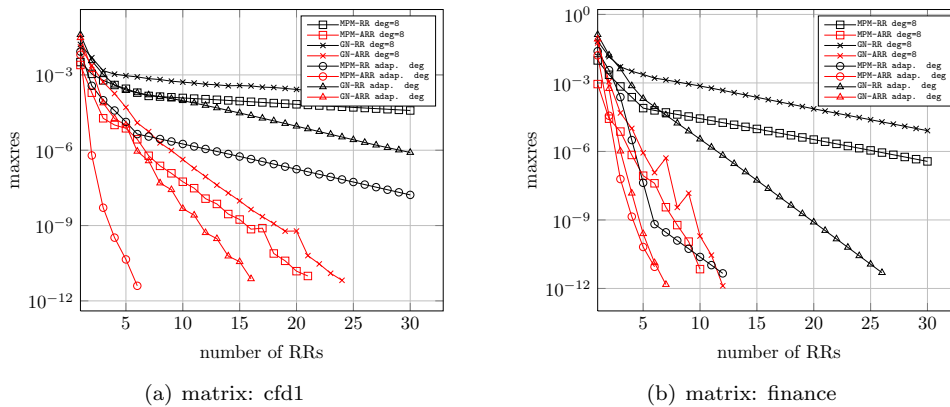 10−3
10−6
10−9
10−12
maxres
5 10 15 20 25 30
number of RRs
MPM-RR deg=8
MPM-ARR deg=8
GN-RR deg=8
GN-ARR deg=8
MPM-RR adap. deg
MPM-ARR adap. deg
GN-RR adap. deg
GN-ARR adap. deg
(a) matrix: cfd1
100
10−3
10−6
10−9
10−12
maxres
5 10 15 20 25 30
number of RRs
MPM-RR deg=8
MPM-ARR deg=8
GN-RR deg=8
GN-ARR deg=8
MPM-RR adap. deg
MPM-ARR adap. deg
GN-RR adap. deg
GN-ARR adap. deg
(b) matrix: finance